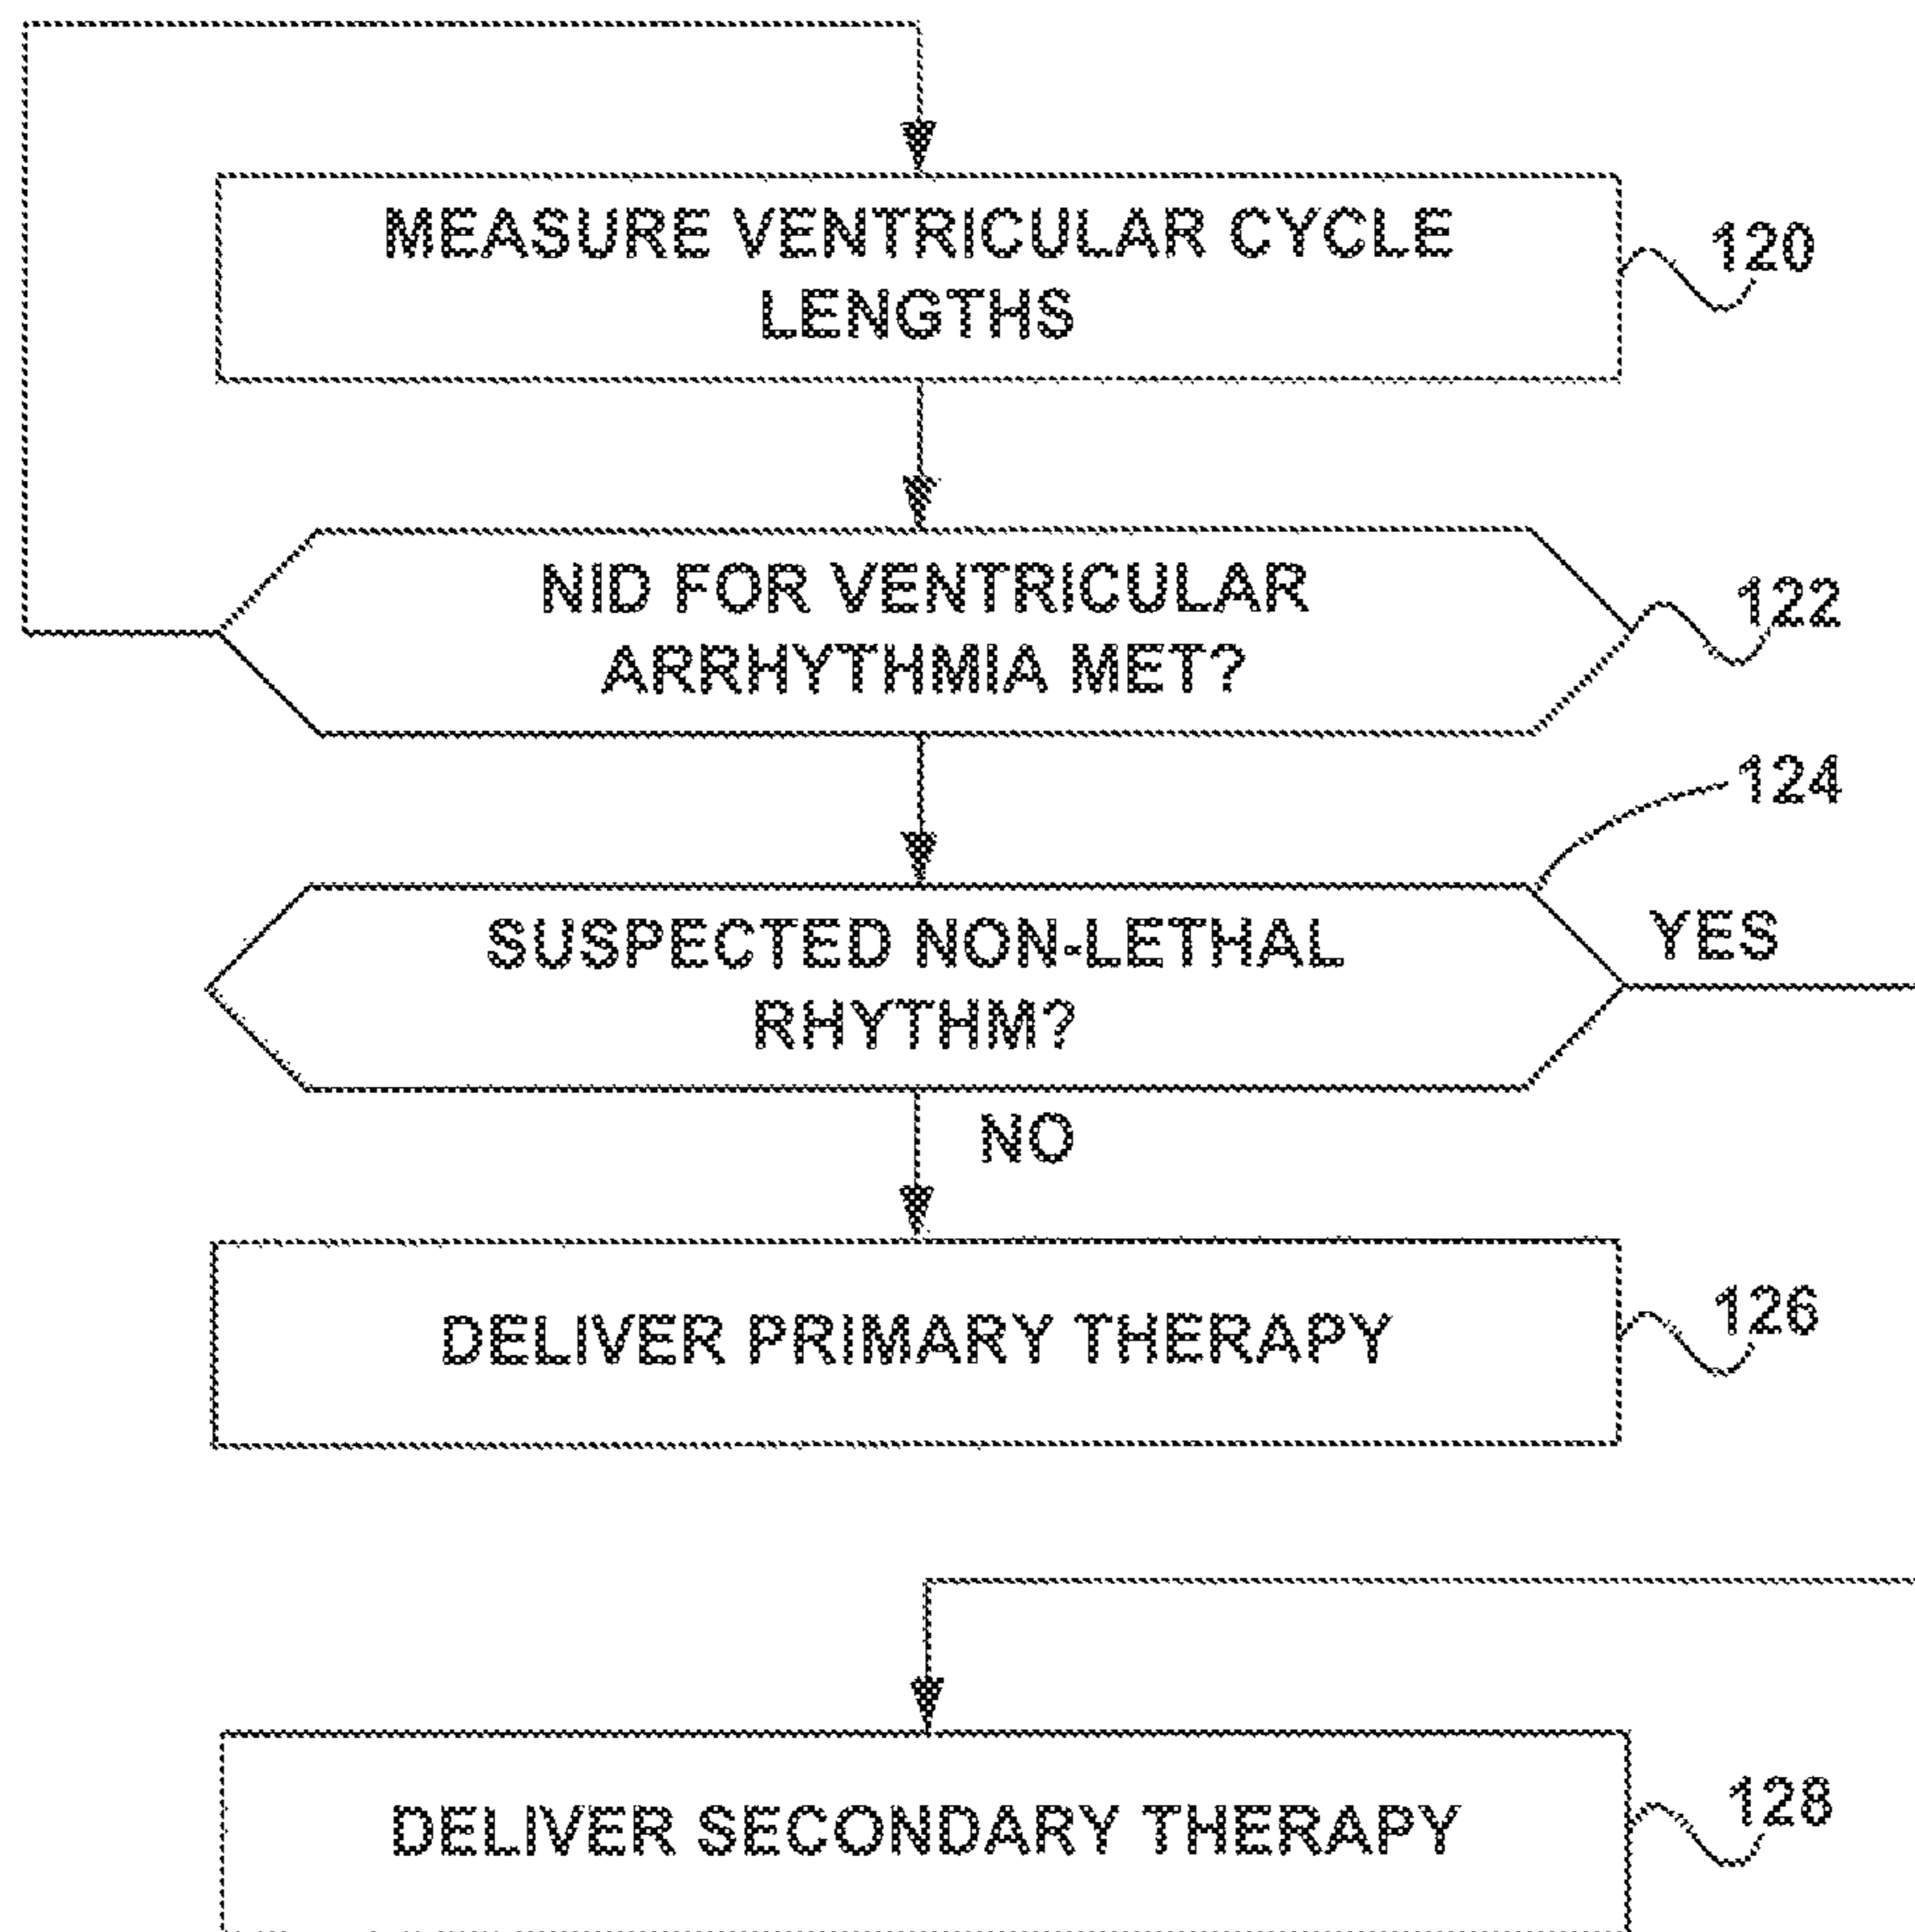 MEASURE VENTRICULAR CYCLE
LENGTHS
120
NID FOR VENTRICULAR
ARRHYTHMIA MET?
122
124
SUSPECTED NON-LETHAL
RHYTHM?
YES
NO
DELIVER PRIMARY THERAPY
126
DELIVER SECONDARY THERAPY
128